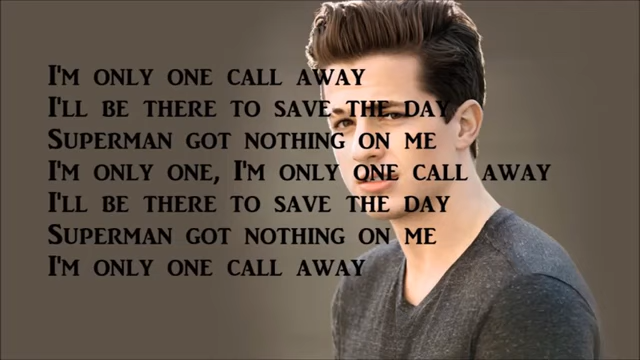 I'm only one call away
I'll be there to save the day
Superman got nothing on me
I'm only one, I'm only one call away
I'll be there to save the day
Superman got nothing on me
I'm only one call away